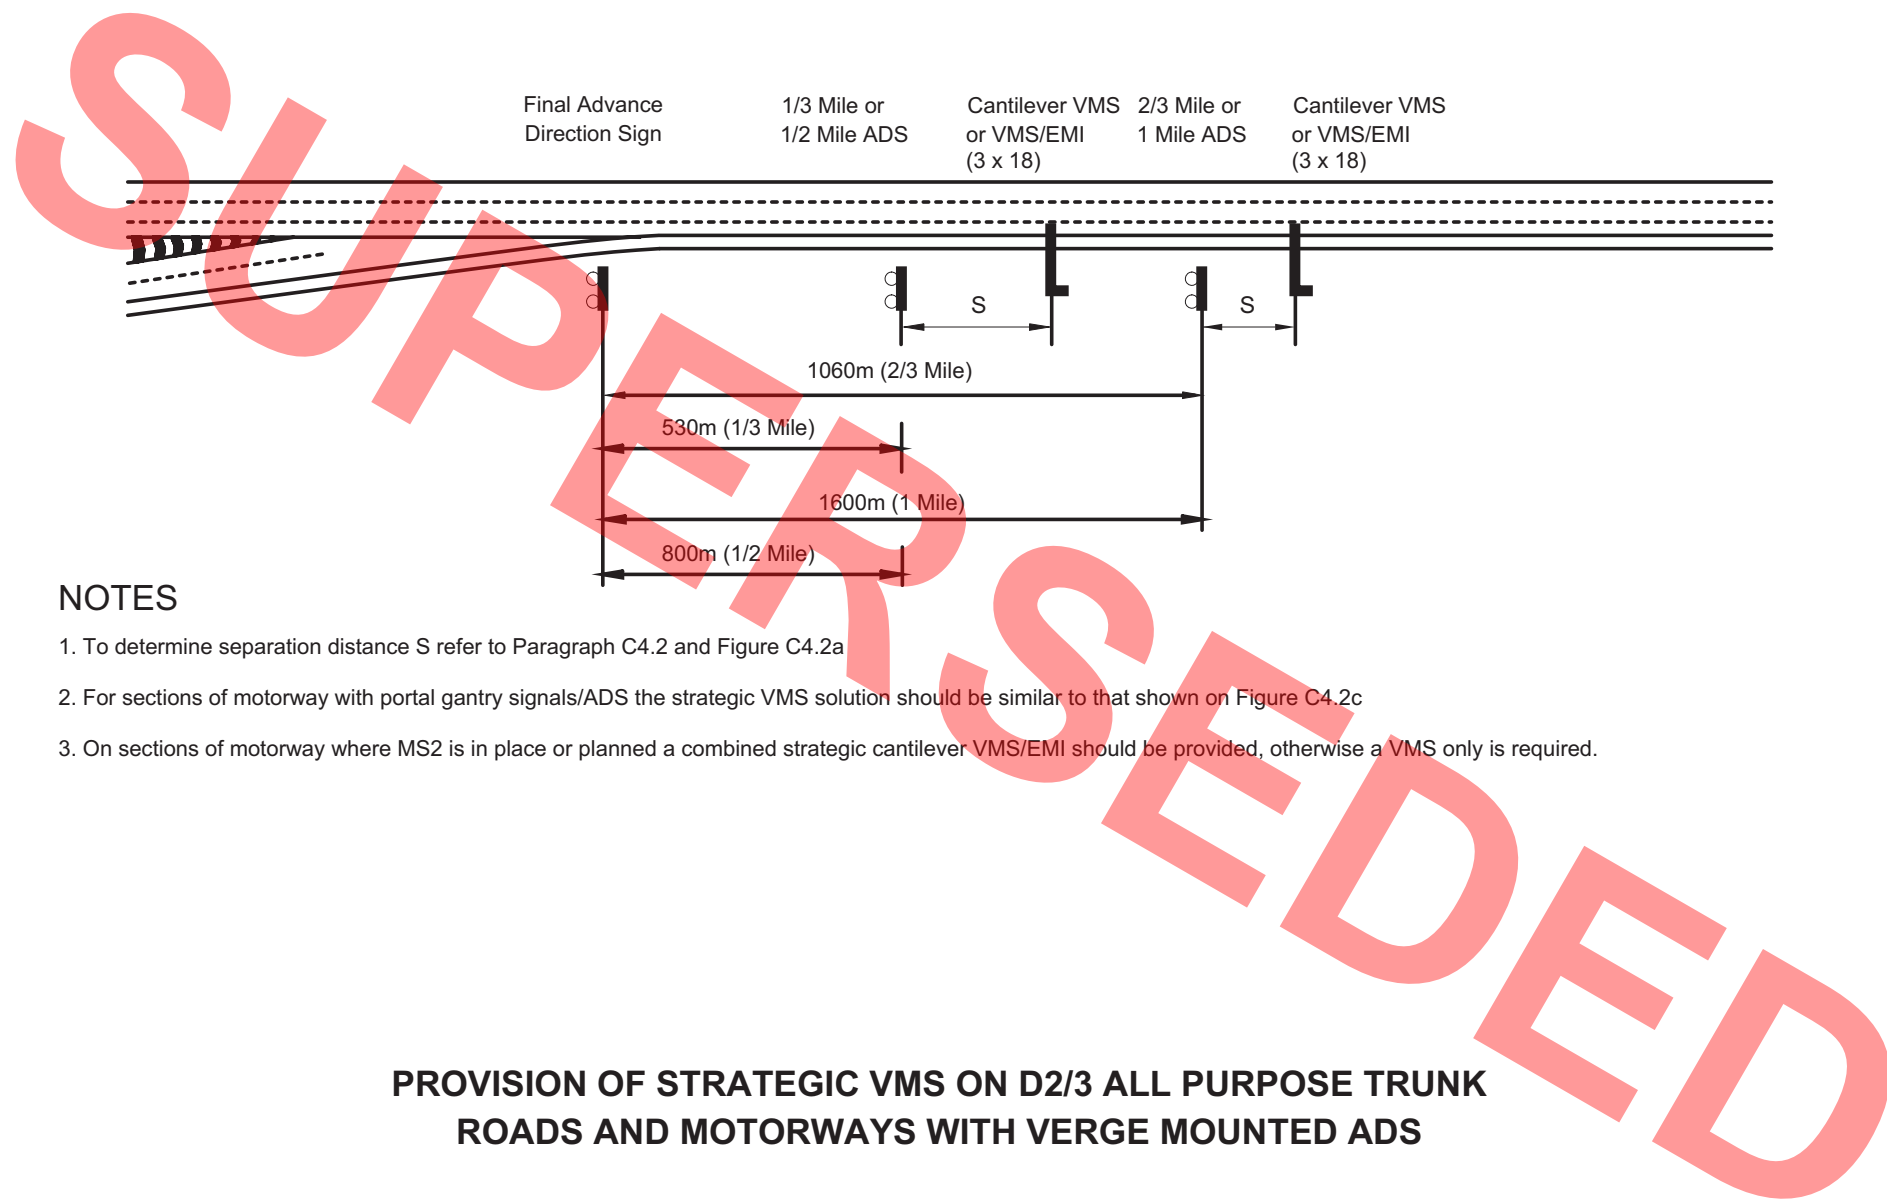 Final Advance
Direction Sign
1/3 Mile or
1/2 Mile ADS
Cantilever VMS
or VMS/EMI
(3 x 18)
2/3 Mile or
1 Mile ADS
Cantilever VMS
or VMS/EMI
(3 x 18)
S
S
1060m (2/3 Mile)
530m (1/3 Mile)
1600m (1 Mile)
800m (1/2 Mile)
NOTES
1. To determine separation distance S refer to Paragraph C4.2 and Figure C4.2a
2. For sections of motorway with portal gantry signals/ADS the strategic VMS solution should be similar to that shown on Figure C4.2c
3. On sections of motorway where MS2 is in place or planned a combined strategic cantilever VMS/EMI should be provided, otherwise a VMS only is required.
PROVISION OF STRATEGIC VMS ON D2/3 ALL PURPOSE TRUNK
ROADS AND MOTORWAYS WITH VERGE MOUNTED ADS
SUPERSEDED